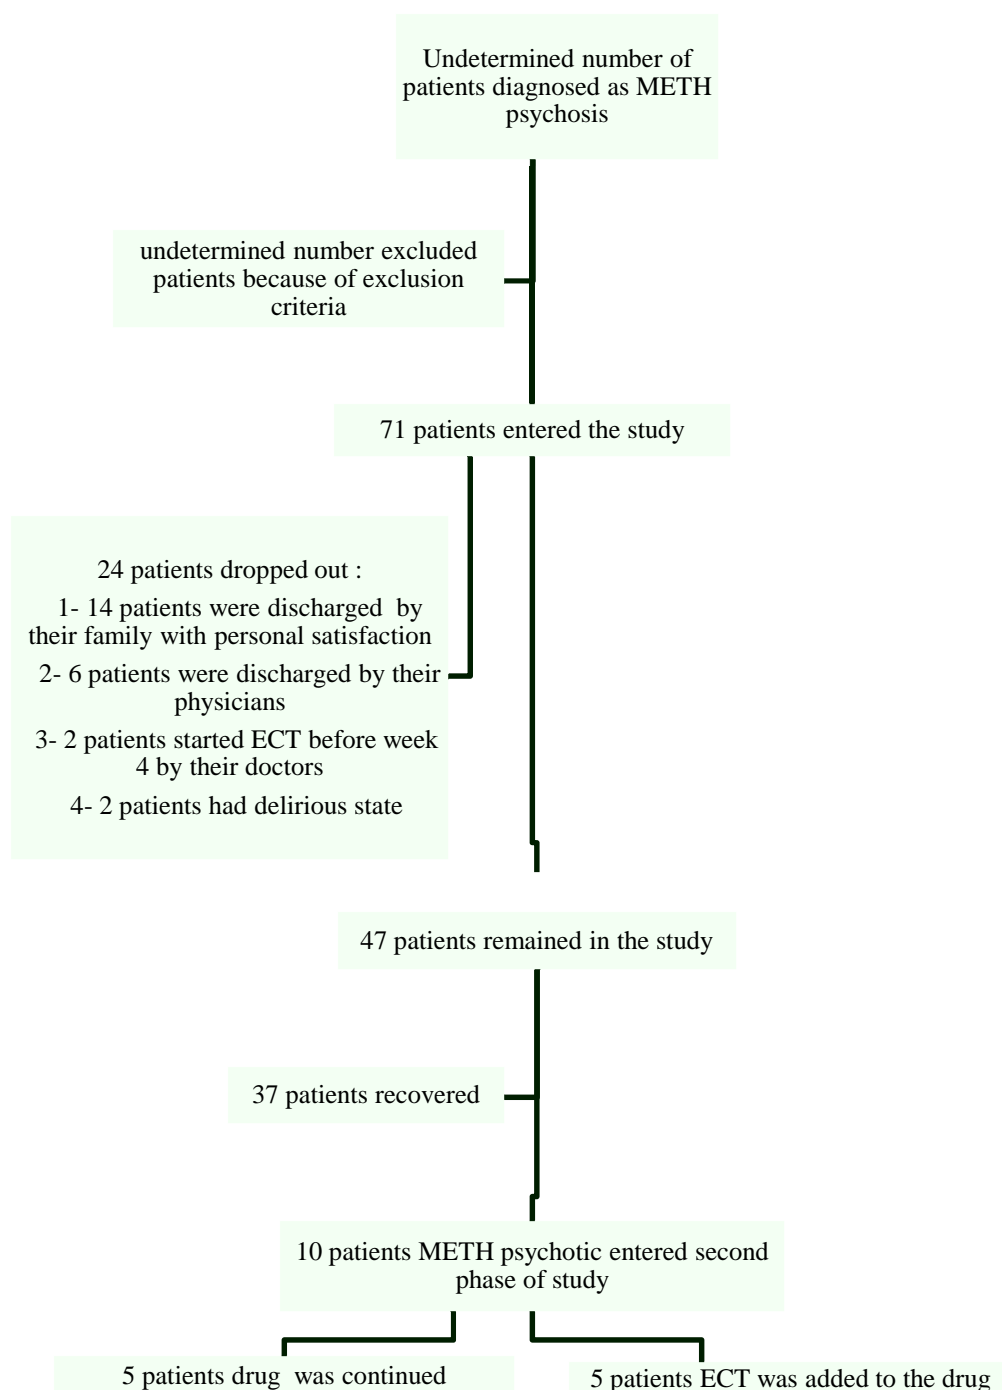 Undetermined number of
patients diagnosed as METH
psychosis
undetermined number excluded
patients because of exclusion
criteria
71 patients entered the study
24 patients dropped out :
1- 14 patients were discharged by
their family with personal satisfaction
2- 6 patients were discharged by their
physicians
3- 2 patients started ECT before week
4 by their doctors
4- 2 patients had delirious state
47 patients remained in the study
37 patients recovered
10 patients METH psychotic entered second
phase of study
5 patients drug was continued
5 patients ECT was added to the drug